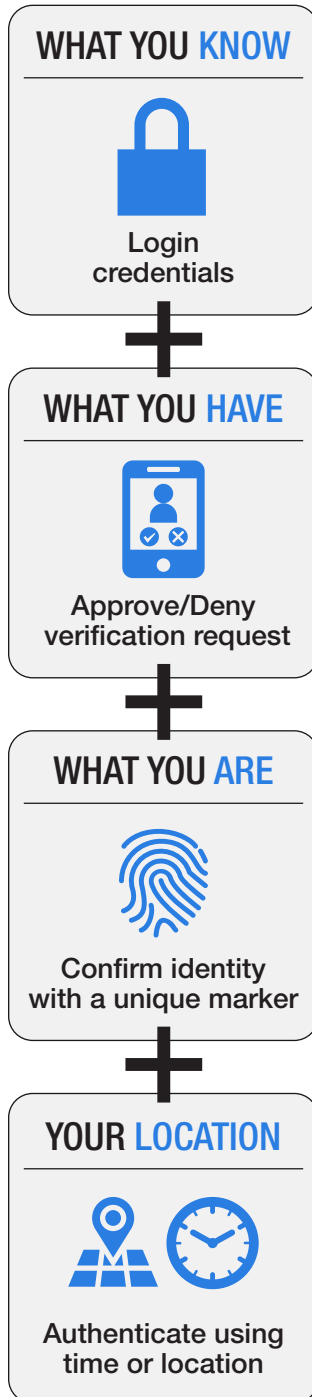 WHAT YOU KNOW
Login
credentials
WHAT YOU HAVE
Approve/Deny
verification request
WHAT YOU ARE
Confirm identity
with a unique marker
YOUR LOCATION
Authenticate using
time or location